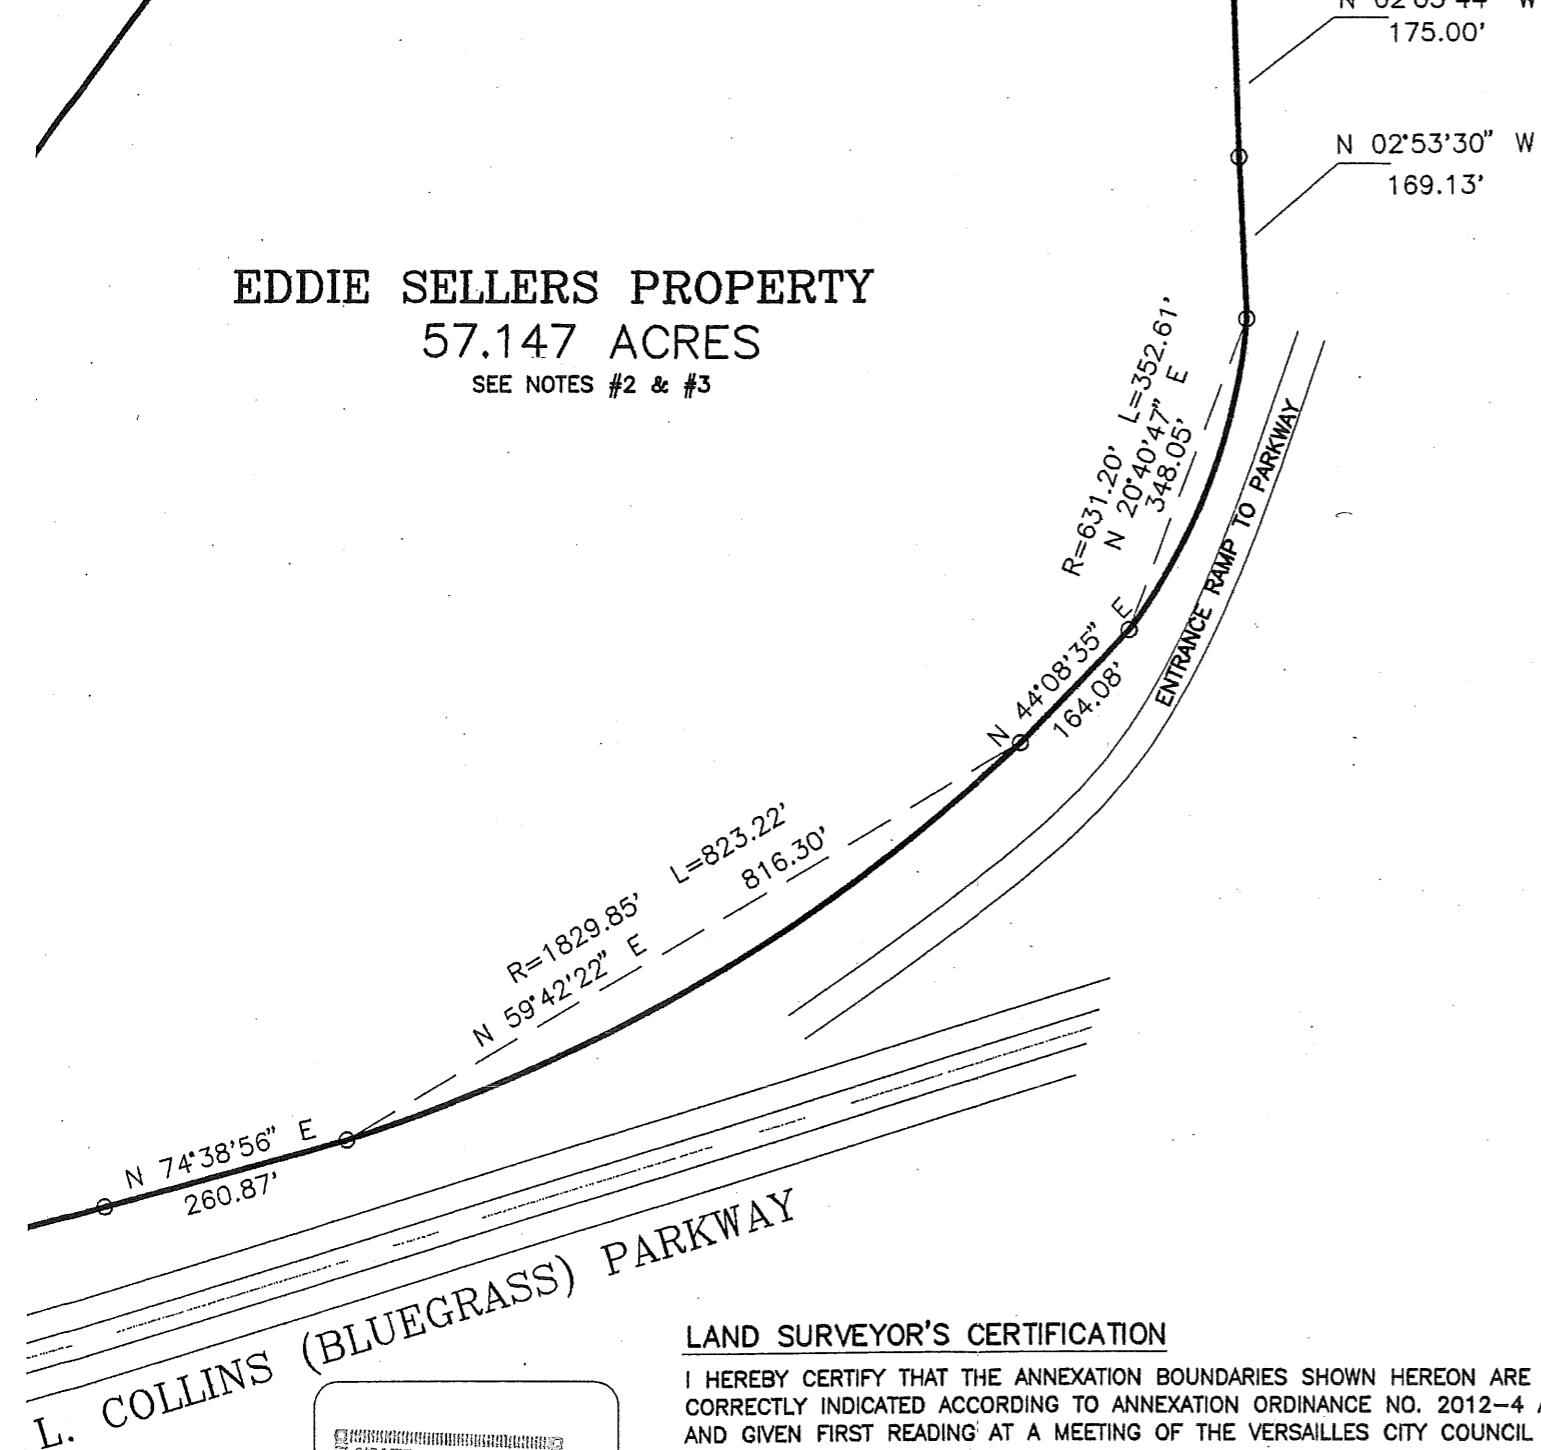 N 02°05'44" W
175.00'
N 02°53'30" W
169.13'
EDDIE SELLERS PROPERTY
57.147 ACRES
SEE NOTES #2 & #3
R=631.20' L=352.61'
N 20°40'47" E
348.05'
ENTRANCE RAMP TO PARKWAY
N 44°08'35" E
164.08'
R=1829.85' L=823.22'
N 59°42'22" E 816.30'
N 74°38'56" E
260.87'
L. COLLINS (BLUEGRASS) PARKWAY
LAND SURVEYOR'S CERTIFICATION
I HEREBY CERTIFY THAT THE ANNEXATION BOUNDARIES SHOWN HEREON ARE
CORRECTLY INDICATED ACCORDING TO ANNEXATION ORDINANCE NO. 2012-4
AND GIVEN FIRST READING AT A MEETING OF THE VERSAILLES CITY COUNCIL